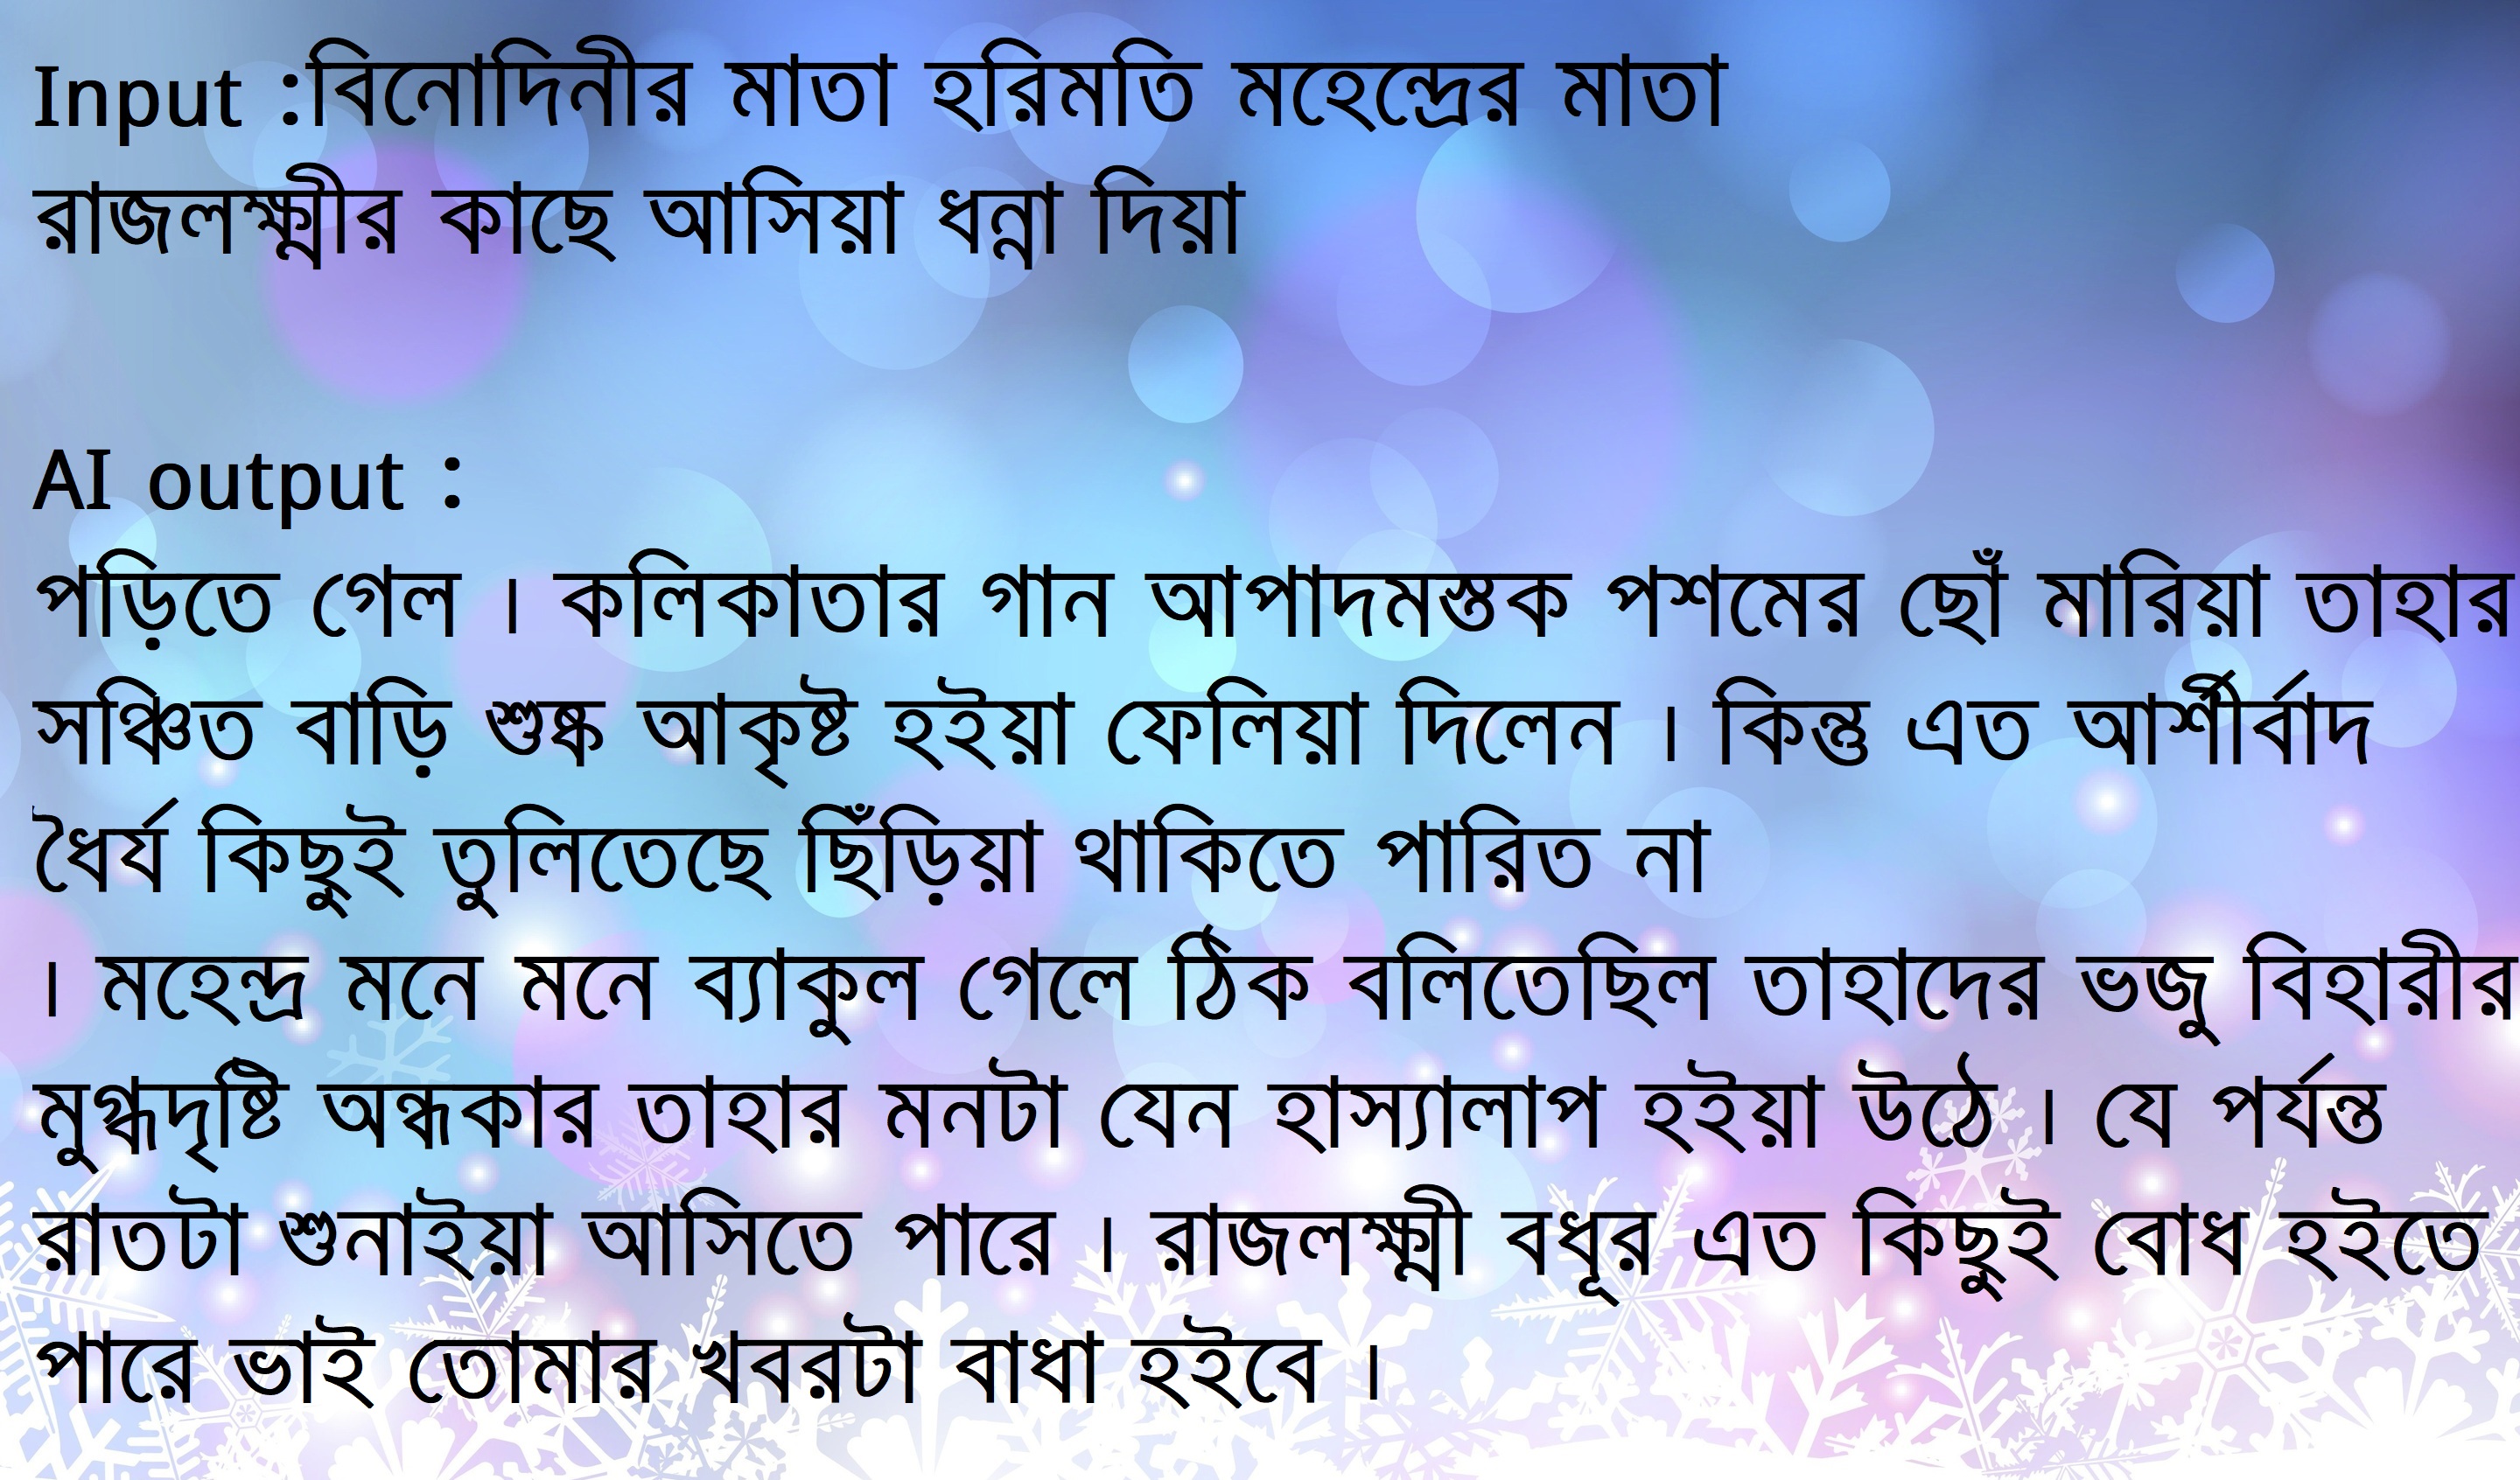 Input :বিনোদিনীর মাতা হরিমতি মহেন্দ্রের মাতা
রাজলক্ষ্মীর কাছে আসিয়া ধন্না দিয়া
AI output :
পড়িতে গেল । কলিকাতার গান আপাদমস্তক পশমের ছোঁ মারিয়া তাহার
সঞ্চিত বাড়ি শুষ্ক আকৃষ্ট হইয়া ফেলিয়া দিলেন । কিন্তু এত আর্শীর্বাদ
ধৈর্য কিছুই তুলিতেছে ছিঁড়িয়া থাকিতে পারিত না
। মহেন্দ্র মনে মনে ব্যাকুল গেলে ঠিক বলিতেছিল তাহাদের ভজু বিহারীর
মুগ্ধদৃষ্টি অন্ধকার তাহার মনটা যেন হাস্যালাপ হইয়া উঠে । যে পর্যন্ত
রাতটা শুনাইয়া আসিতে পারে । রাজলক্ষ্মী বধূর এত কিছুই বোধ হইতে
পারে ভাই তোমার খবরটা বাধা হইবে ।